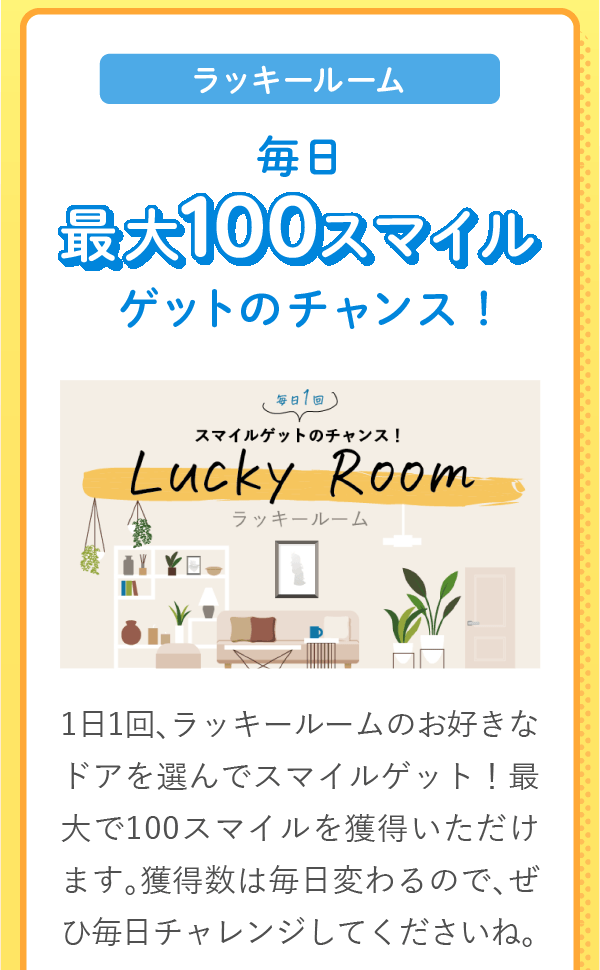 ラッキールーム
毎日
最大100スマイル
ゲットのチャンス！
毎日1回
スマイルゲットのチャンス！
Lucky Room
ラッキールーム
1日1回、ラッキールームのお好きな
ドアを選んでスマイルゲット！最
大で100スマイルを獲得いただけ
ます。獲得数は毎日変わるので、ぜ
ひ毎日チャレンジしてくださいね。